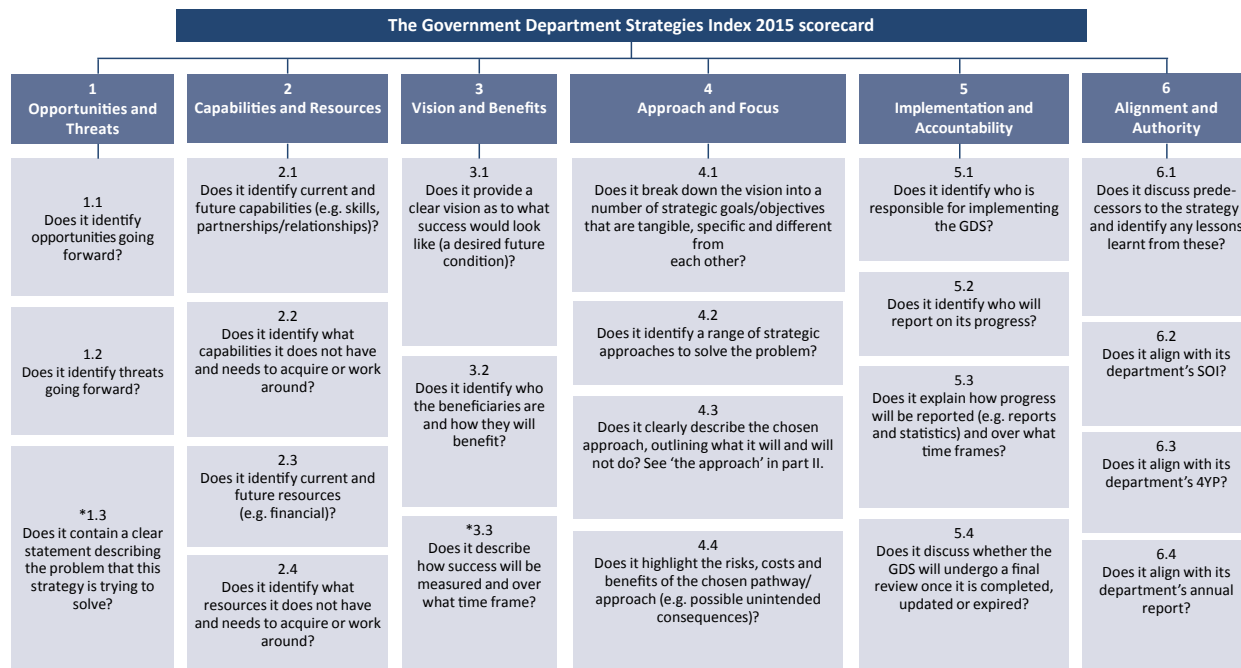 The Government Department Strategies Index 2015 scorecard
1
Opportunities and
Threats
1.1
Does it identify
opportunities going
forward?
1.2
Does it identify threats
going forward?
*1.3
Does it contain a clear
statement describing
the problem that this
strategy is trying to
solve?
2
Capabilities and Resources
2.1
Does it identify current and
future capabilities (e.g. skills,
partnerships/relationships)?
2.2
Does it identify what
capabilities it does not have
and needs to acquire or work
around?
2.3
Does it identify current and
future resources
(e.g. financial)?
2.4
Does it identify what
resources it does not have
and needs to acquire or work
around?
3
Vision and Benefits
3.1
Does it provide a
clear vision as to what
success would look
like (a desired future
condition)?
3.2
Does it identify who
the beneficiaries are
and how they will
benefit?
*3.3
Does it describe
how success will be
measured and over
what time frame?
4
Approach and Focus
4.1
Does it break down the vision into a
number of strategic goals/objectives
that are tangible, specific and different
from
each other?
4.2
Does it identify a range of strategic
approaches to solve the problem?
4.3
Does it clearly describe the chosen
approach, outlining what it will and will
not do? See ‘the approach’ in part II.
4.4
Does it highlight the risks, costs and
benefits of the chosen pathway/
approach (e.g. possible unintended
consequences)?
5
Implementation and
Accountability
5.1
Does it identify who is
responsible for implementing
the GDS?
5.2
Does it identify who will
report on its progress?
5.3
Does it explain how progress
will be reported (e.g. reports
and statistics) and over what
time frames?
5.4
Does it discuss whether the
GDS will undergo a final
review once it is completed,
updated or expired?
6
Alignment and
Authority
6.1
Does it discuss prede-
cessors to the strategy
and identify any lessons
learnt from these?
6.2
Does it align with its
department’s SOI?
6.3
Does it align with its
department’s 4YP?
6.4
Does it align with its
department’s annual
report?